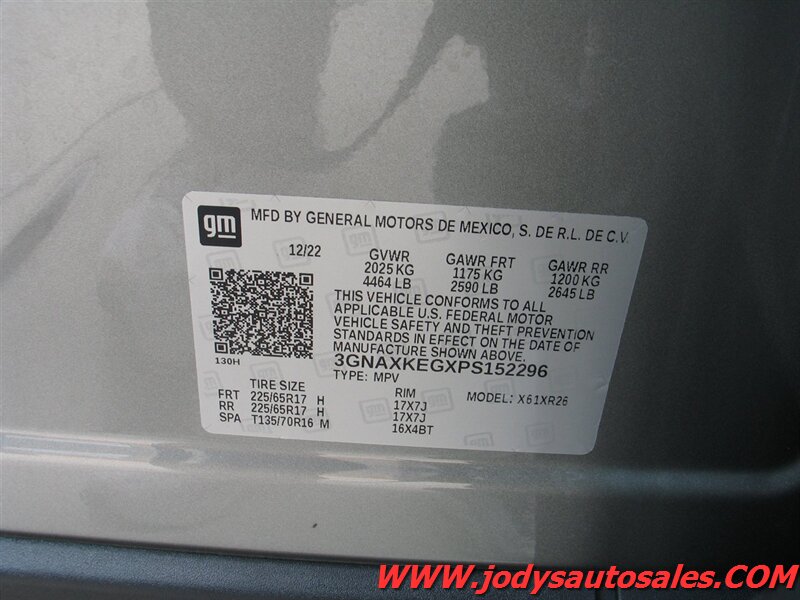 gm MFD BY GENERAL MOTORS DE MEXICO, S. DE R.L. DE C.V.
12/22 GVWR GAWR FRT GAWR RR
2025 KG 1175 KG 1200 KG
4464 LB 2590 LB 2645 LB
THIS VEHICLE CONFORMS TO ALL
APPLICABLE U.S. FEDERAL MOTOR
VEHICLE SAFETY AND THEFT PREVENTION
STANDARDS IN EFFECT ON THE DATE OF
MANUFACTURE SHOWN ABOVE.
130H 3GNAXKEGXPS152296
TYPE: MPV
TIRE SIZE RIM MODEL: X61XR26
FRT 225/65R17 H 17X7J
RR 225/65R17 H 17X7J
SPA T135/70R16 M 16X4BT
www.jodysautosales.com